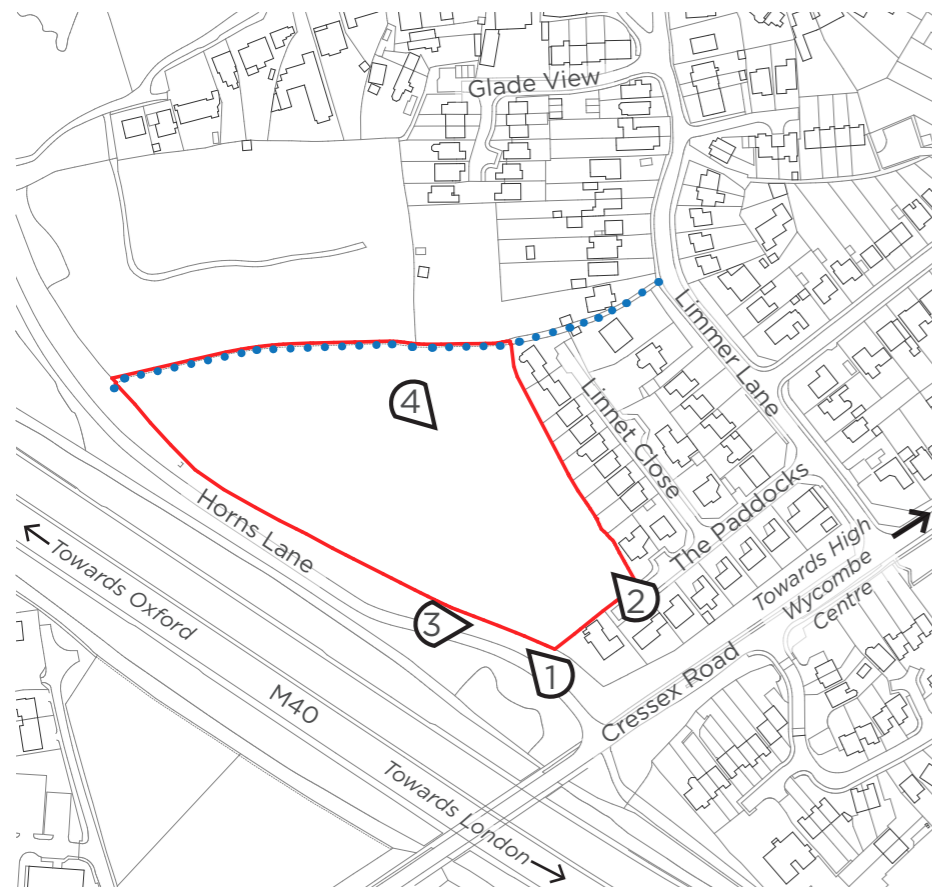 Glade View
Limmer Lane
4
Linnet Close
Horns Lane
The Paddocks
Towards High
Wycombe
Centre
Towards Oxford
2
3
1
Cressex Road
M40
Towards London